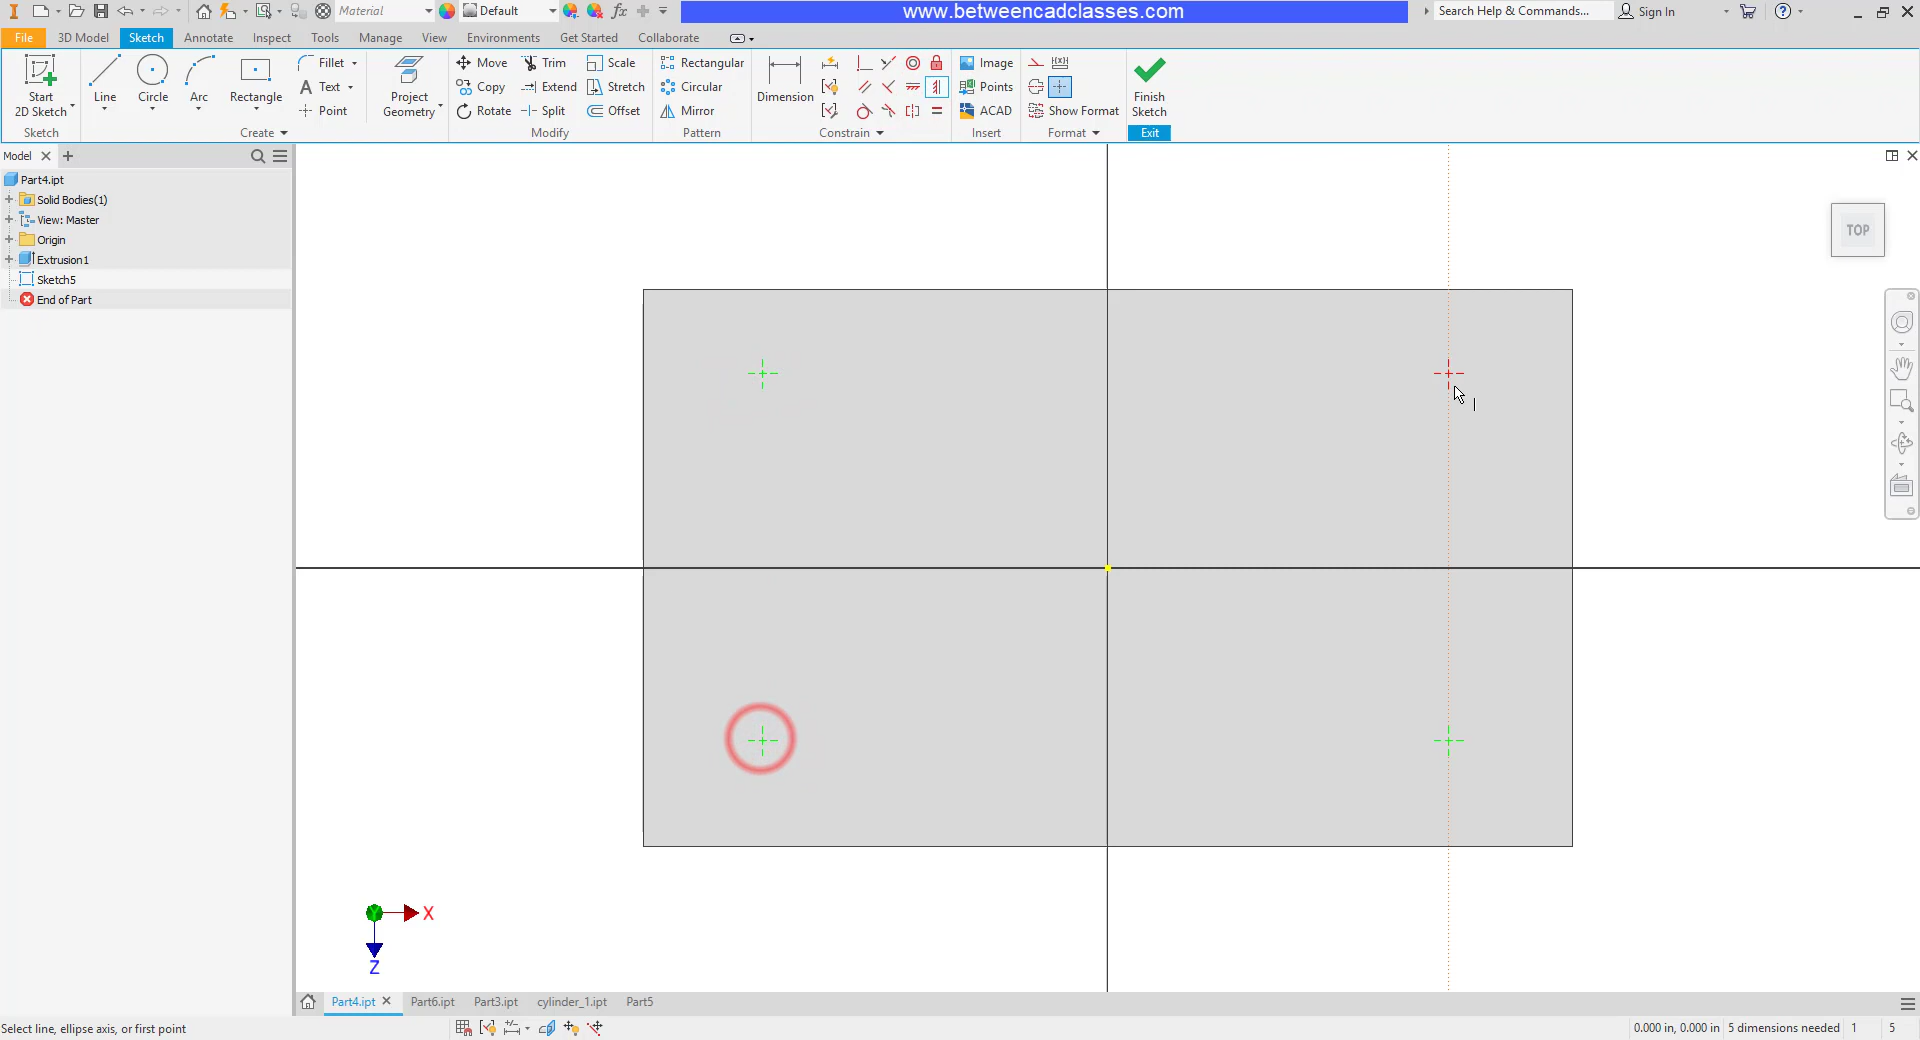 Material
Default
www.betweencadclasses.com
Search Help & Commands...
Sign In
File
3D Model
Sketch
Annotate
Inspect
Tools
Manage
View
Environments
Get Started
Collaborate
Start
2D Sketch
Line
Circle
Arc
Rectangle
Fillet
Text
Point
Project
Geometry
Move
Copy
Rotate
Trim
Extend
Split
Scale
Stretch
Offset
Rectangular
Circular
Mirror
Dimension
Image
Points
ACAD
Show Format
Finish
Sketch
Sketch
Create
Modify
Pattern
Constrain
Insert
Format
Exit
Model
Part4.ipt
Solid Bodies(1)
View: Master
Origin
Extrusion1
Sketch5
End of Part
TOP
X
Y
Z
Part4.ipt
Part6.ipt
Part3.ipt
cylinder_1.ipt
Part5
Select line, ellipse axis, or first point
0.000 in, 0.000 in
5 dimensions needed
1
5